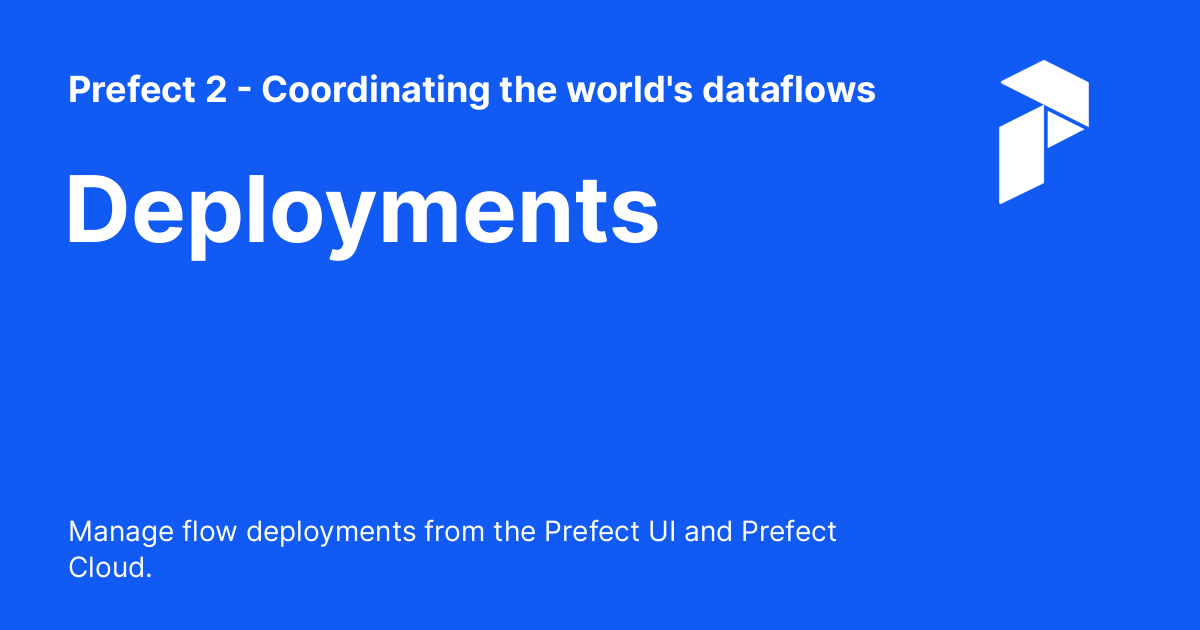 Prefect 2 - Coordinating the world's dataflows
Deployments
Manage flow deployments from the Prefect UI and Prefect
Cloud.